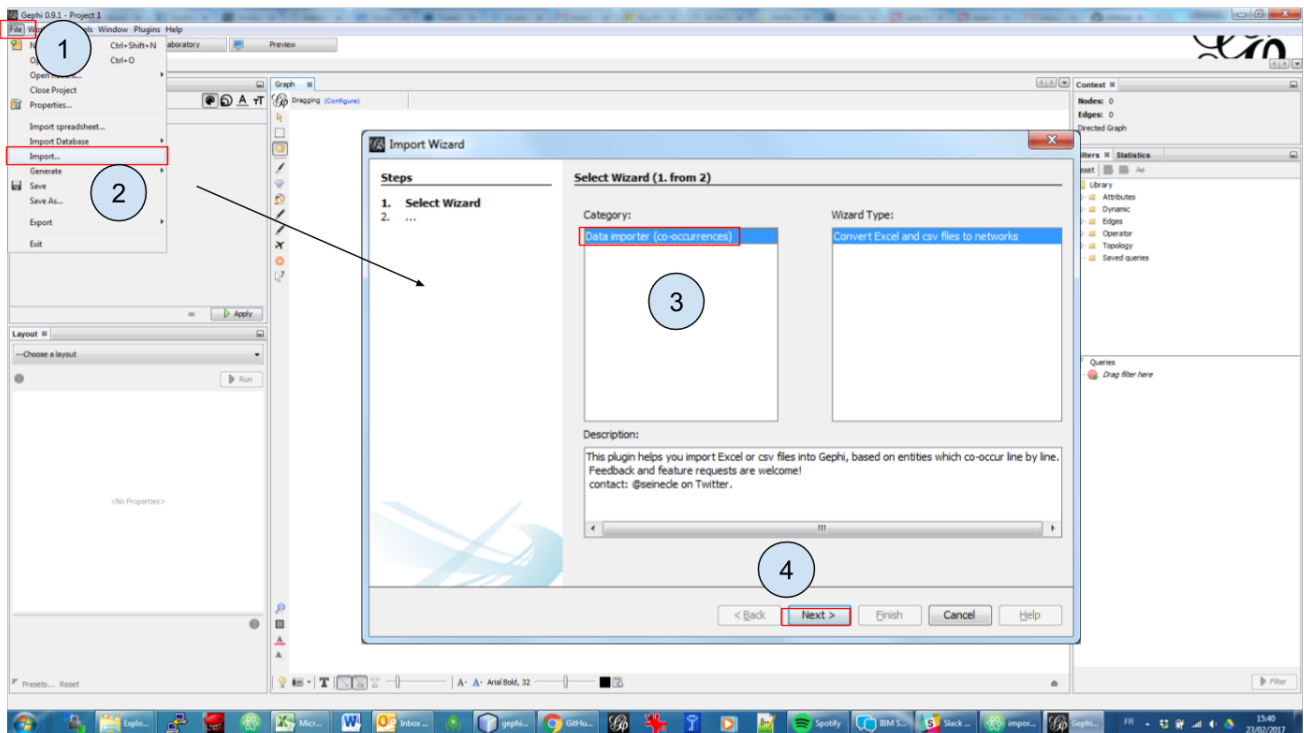 Gephi 0.9.1 - Project 1
File
Window Plugins Help
1
Ctrl+Shift+N
Preview
Ctrl+O
Close Project
Properties...
Import spreadsheet...
Import Database
Import...
Generate
Save
Save As...
Export
Exit
2
Graph
Dragging (Configure)
Apply
Layout
---Choose a layout
Run
<No Properties>
Presets... Reset
Import Wizard
Steps
1. Select Wizard
2. ...
Select Wizard (1. from 2)
Category:
Wizard Type:
Data importer (co-occurrences)
Convert Excel and csv files to networks
3
Description:
This plugin helps you import Excel or csv files into Gephi, based on entities which co-occur line by line.
Feedback and feature requests are welcome!
contact: @seinecle on Twitter.
4
< Back
Next >
Finish
Cancel
Help
Context
Nodes: 0
Edges: 0
Directed Graph
Statistics
Library
Attributes
Dynamic
Edges
Operator
Topology
Saved queries
Queries
Drag filter here
Filter
A- A- Arial Bold, 32
Explo...
Micr...
Inbox ...
gephi...
GitHu...
Spotify
IBM S...
Slack ...
impor...
Gephi...
FR
15:40
23/02/2017